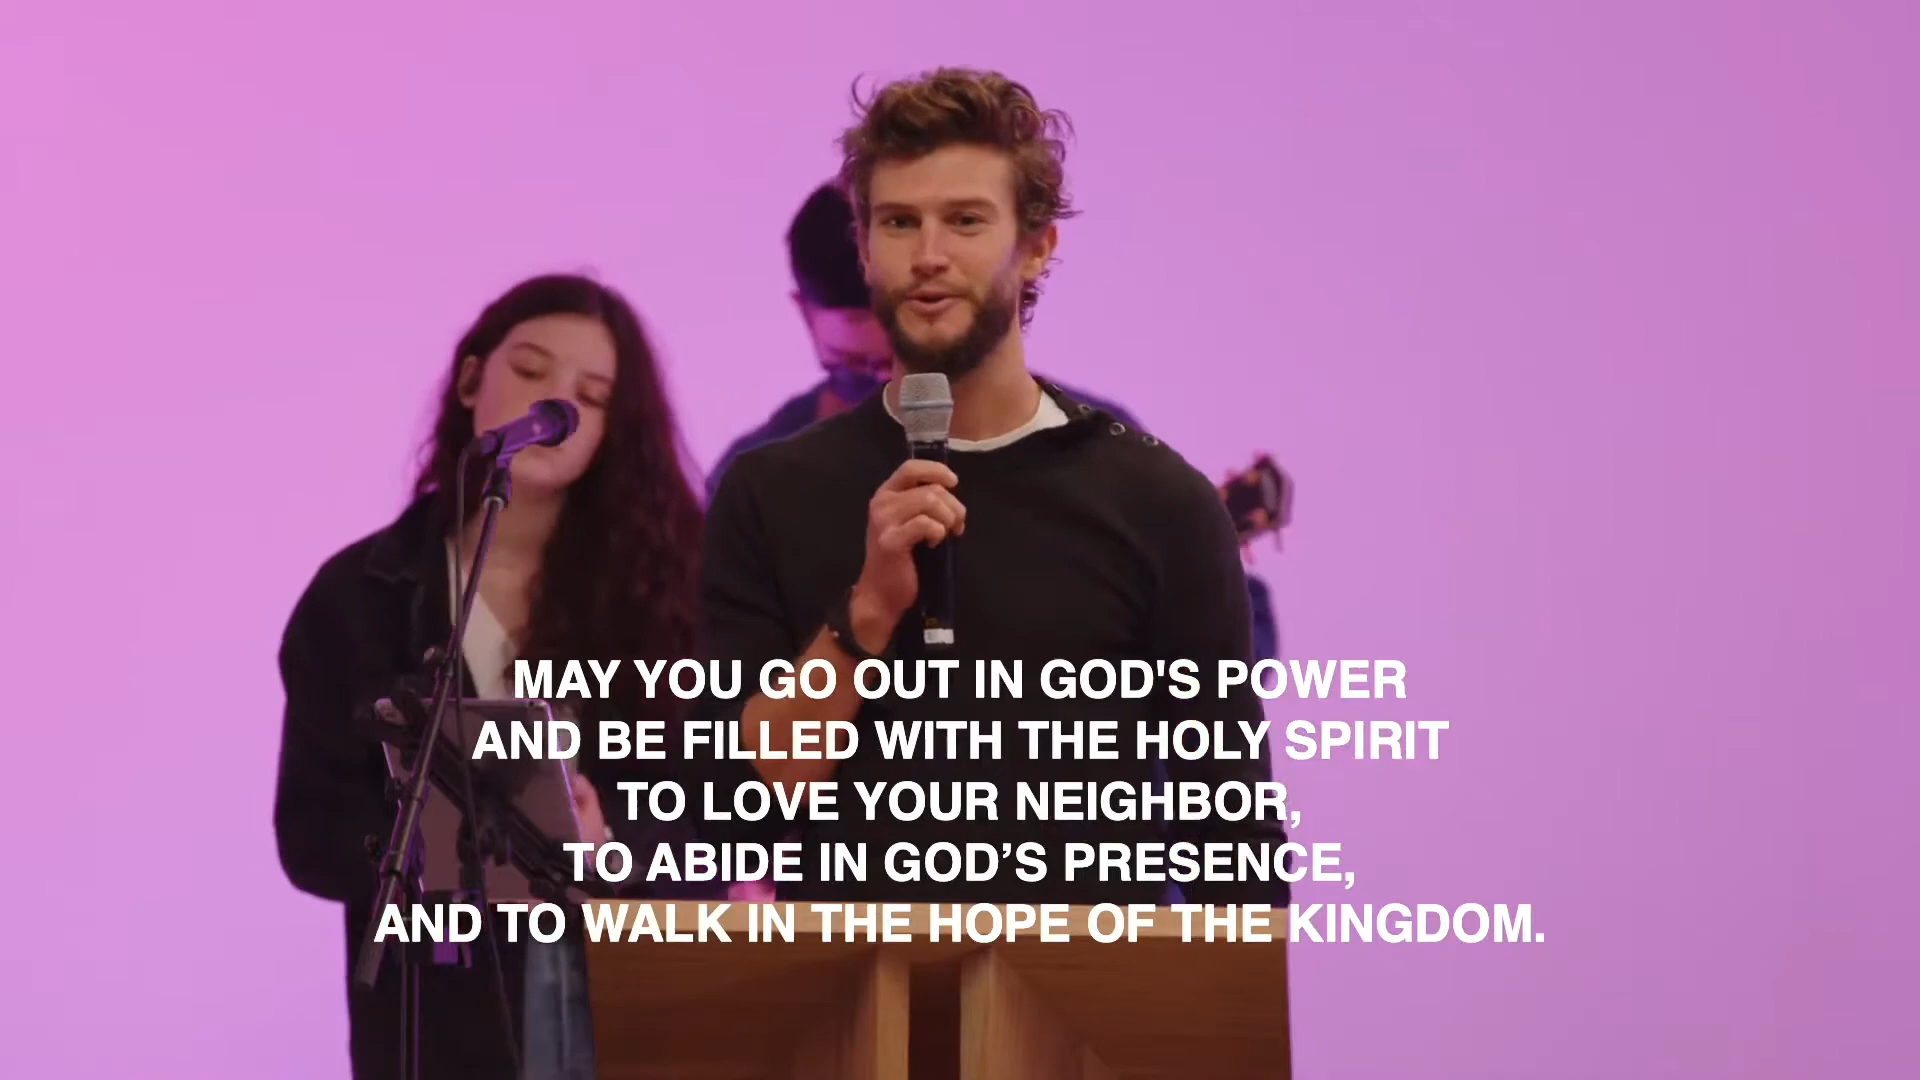 MAY YOU GO OUT IN GOD'S POWER
AND BE FILLED WITH THE HOLY SPIRIT
TO LOVE YOUR NEIGHBOR,
TO ABIDE IN GOD’S PRESENCE,
AND TO WALK IN THE HOPE OF THE KINGDOM.